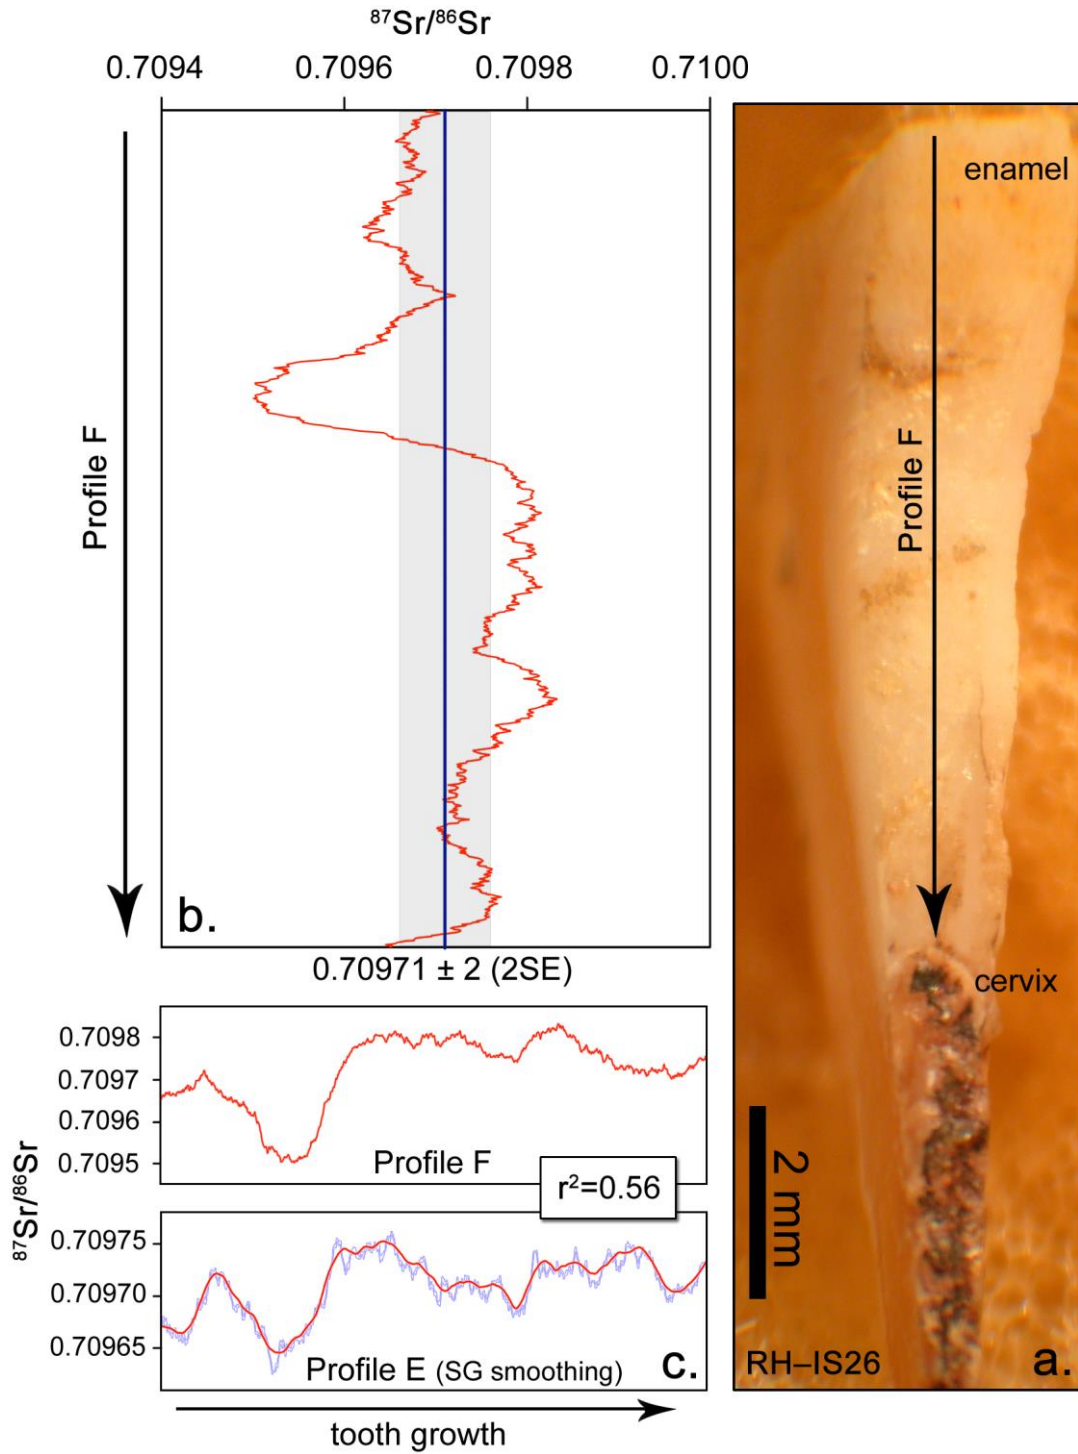 ⁸⁷Sr/⁸⁶Sr
0.7094 0.7096 0.7098 0.7100
Profile F
b.
0.70971 ± 2 (2SE)
enamel
Profile F
cervix
2 mm
RH–IS26
a.
⁸⁷Sr/⁸⁶Sr
0.7098
0.7097
0.7096
0.7095
Profile F
r²=0.56
0.70975
0.70970
0.70965
Profile E (SG smoothing)
c.
tooth growth